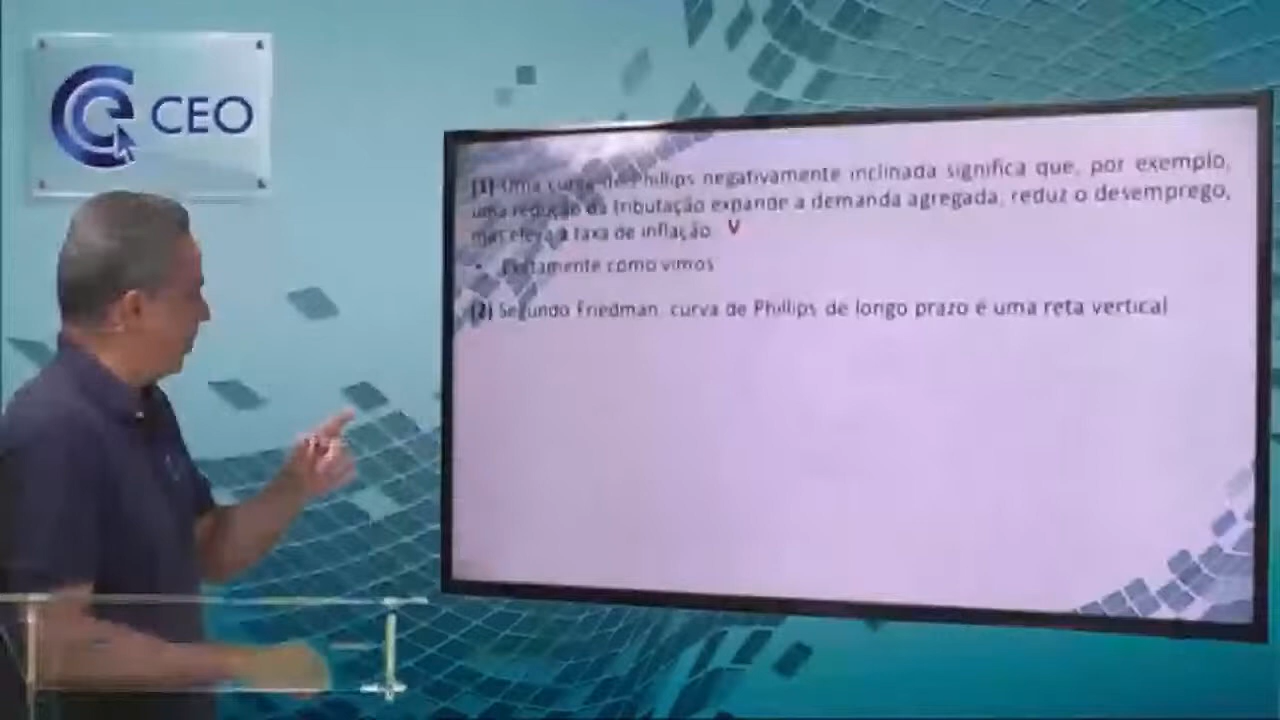 CEO
(1) Uma curva de Phillips negativamente inclinada significa que, por exemplo,
uma redução da tributação expande a demanda agregada, reduz o desemprego,
mas eleva a taxa de inflação. V
• Exatamente como vimos
(2) Segundo Friedman, curva de Phillips de longo prazo é uma reta vertical